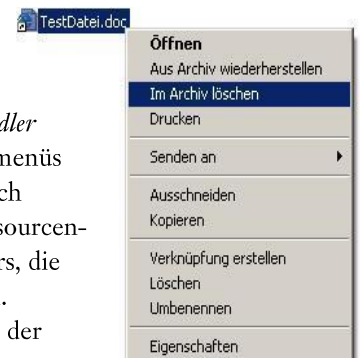 TestDatei.doc
Öffnen
Aus Archiv wiederherstellen
Im Archiv löschen
Drucken
Senden an
Ausschneiden
Kopieren
Verknüpfung erstellen
Löschen
Umbenennen
Eigenschaften
dler
menüs
ch
sourcen-
rs, die
.
der